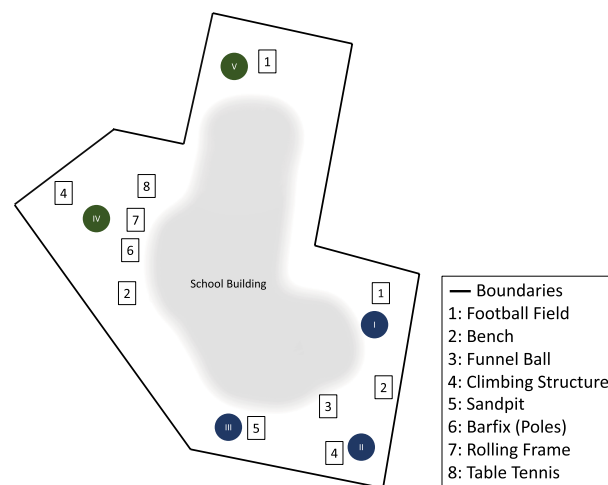 V
1
4
8
IV
7
6
2
School Building
1
I
2
3
III
5
4
II
Boundaries
1: Football Field
2: Bench
3: Funnel Ball
4: Climbing Structure
5: Sandpit
6: Barfix (Poles)
7: Rolling Frame
8: Table Tennis